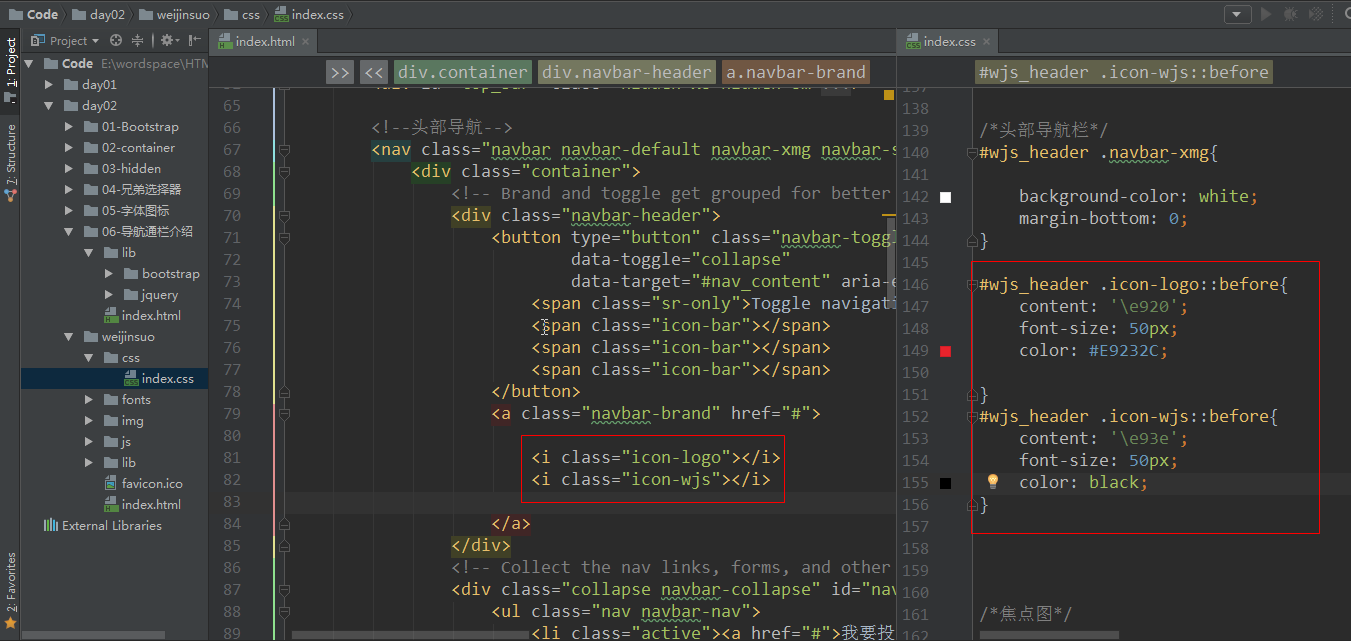 Code day02 weijinsuo css index.css
1: Project
7: Structure
2: Favorites
Project
Code E:\wordspace\HTM
day01
day02
01-Bootstrap
02-container
03-hidden
04-兄弟选择器
05-字体图标
06-导航通栏介绍
lib
bootstrap
jquery
index.html
weijinsuo
css
index.css
fonts
img
js
lib
favicon.ico
index.html
External Libraries
index.html
>> << div.container div.navbar-header a.navbar-brand
65
66 <!--头部导航-->
67 <nav class="navbar navbar-default navbar-xmg navbar-s
68 <div class="container">
69 <!-- Brand and toggle get grouped for better
70 <div class="navbar-header">
71 <button type="button" class="navbar-togg
72 data-toggle="collapse"
73 data-target="#nav_content" aria-e
74 <span class="sr-only">Toggle navigati
75 <span class="icon-bar"></span>
76 <span class="icon-bar"></span>
77 <span class="icon-bar"></span>
78 </button>
79 <a class="navbar-brand" href="#">
80
81 <i class="icon-logo"></i>
82 <i class="icon-wjs"></i>
83
84 </a>
85 </div>
86 <!-- Collect the nav links, forms, and other
87 <div class="collapse navbar-collapse" id="nav
88 <ul class="nav navbar-nav">
89 <li class="active"><a href="#">我要投
index.css
#wjs_header .icon-wjs::before
137
138
139 /*头部导航栏*/
140 #wjs_header .navbar-xmg{
141
142 background-color: white;
143 margin-bottom: 0;
144 }
145
146 #wjs_header .icon-logo::before{
147 content: '\e920';
148 font-size: 50px;
149 color: #E9232C;
150
151 }
152 #wjs_header .icon-wjs::before{
153 content: '\e93e';
154 font-size: 50px;
155 color: black;
156 }
157
158
159
160
161 /*焦点图*/
162